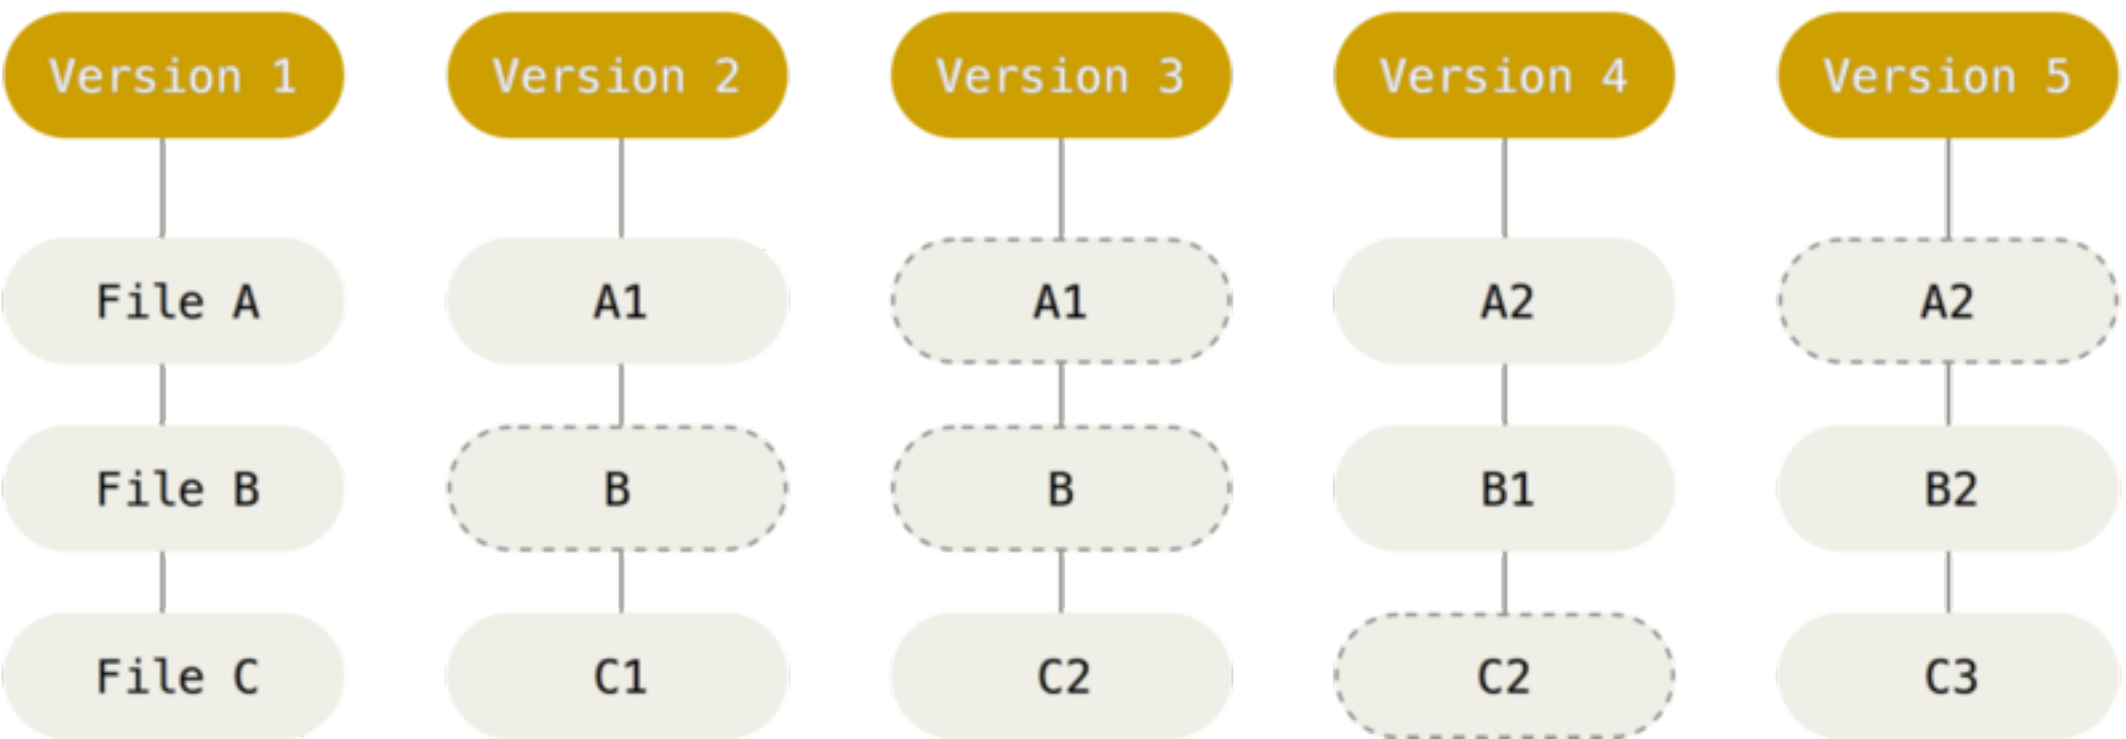 Version 1 Version 2 Version 3 Version 4 Version 5
File A A1 A1 A2 A2
File B B B B1 B2
File C C1 C2 C2 C3